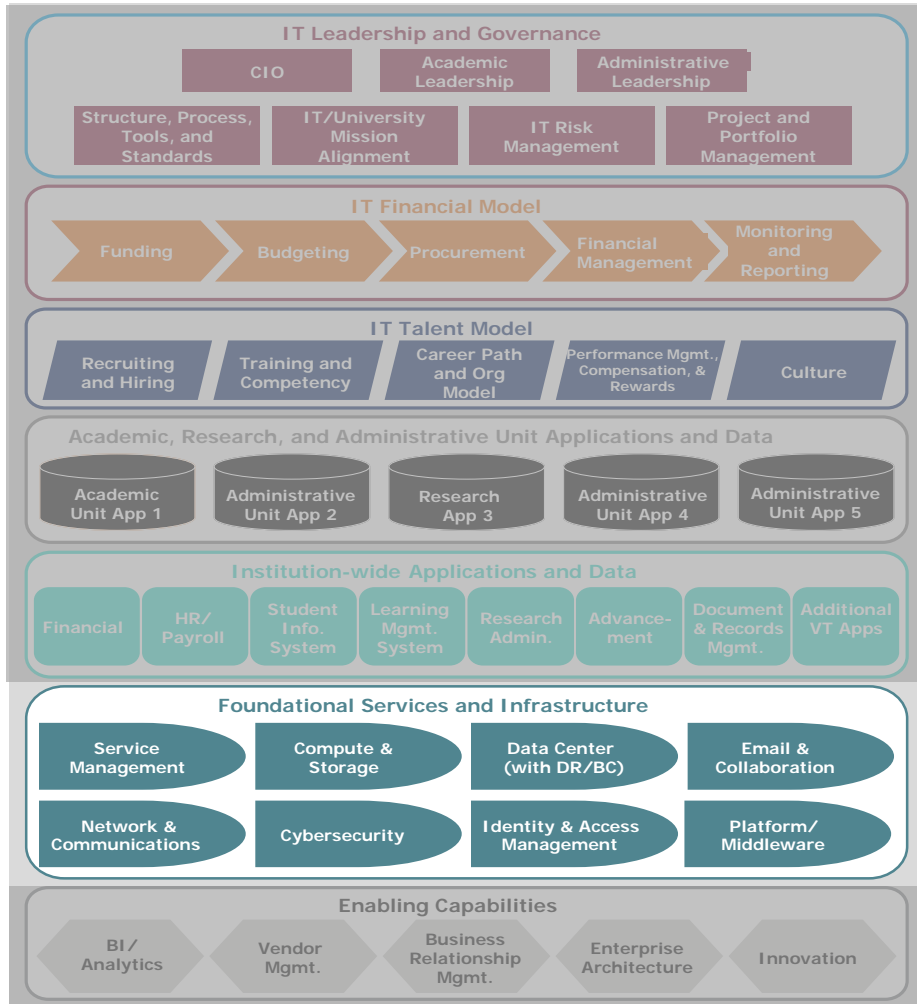 IT Leadership and Governance
CIO
Academic
Leadership
Administrative
Leadership
Structure, Process,
Tools, and
Standards
IT/University
Mission
Alignment
IT Risk
Management
Project and
Portfolio
Management
IT Financial Model
Funding
Budgeting
Procurement
Financial
Management
Monitoring
and
Reporting
IT Talent Model
Recruiting
and Hiring
Training and
Competency
Career Path
and Org
Model
Performance Mgmt.,
Compensation, &
Rewards
Culture
Academic, Research, and Administrative Unit Applications and Data
Academic
Unit App 1
Administrative
Unit App 2
Research
App 3
Administrative
Unit App 4
Administrative
Unit App 5
Institution-wide Applications and Data
Financial
HR/
Payroll
Student
Info.
System
Learning
Mgmt.
System
Research
Admin.
Advance-
ment
Document
& Records
Mgmt.
Additional
VT Apps
Foundational Services and Infrastructure
Service
Management
Compute &
Storage
Data Center
(with DR/BC)
Email &
Collaboration
Network &
Communications
Cybersecurity
Identity & Access
Management
Platform/
Middleware
Enabling Capabilities
BI/
Analytics
Vendor
Mgmt.
Business
Relationship
Mgmt.
Enterprise
Architecture
Innovation